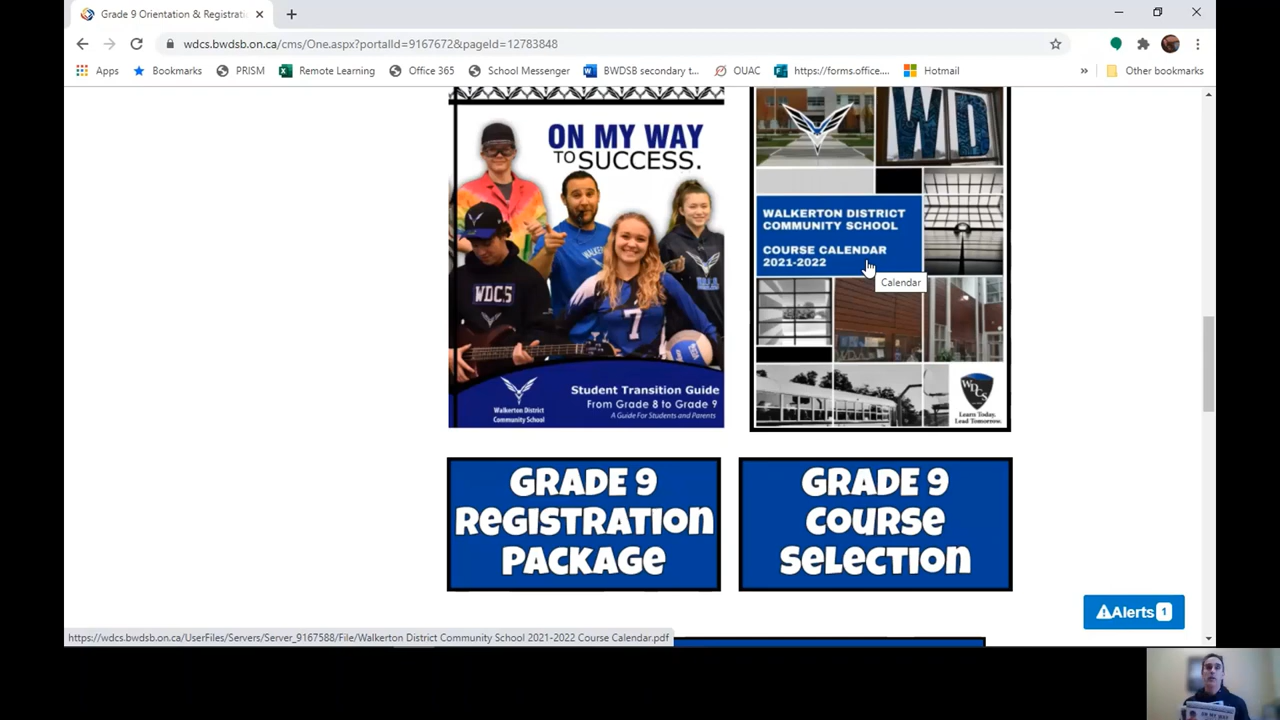 Grade 9 Orientation & Registrati
wdcs.bwdsb.on.ca/cms/One.aspx?portalId=9167672&pageId=12783848
Apps
Bookmarks
PRISM
Remote Learning
Office 365
School Messenger
BWDSB secondary t...
OUAC
https://forms.office....
Hotmail
»
Other bookmarks
ON MY WAY
TO SUCCESS.
WDCS
7
Walkerton District
Community School
Student Transition Guide
From Grade 8 to Grade 9
A Guide For Students and Parents
WD
WALKERTON DISTRICT
COMMUNITY SCHOOL
COURSE CALENDAR
2021-2022
Calendar
WDCS
Learn Today.
Lead Tomorrow.
GRADE 9
REGISTRATION
PACKAGE
GRADE 9
COURSE
SELECTION
Alerts 1
https://wdcs.bwdsb.on.ca/UserFiles/Servers/Server_9167588/File/Walkerton District Community School 2021-2022 Course Calendar.pdf
ON MY WAY